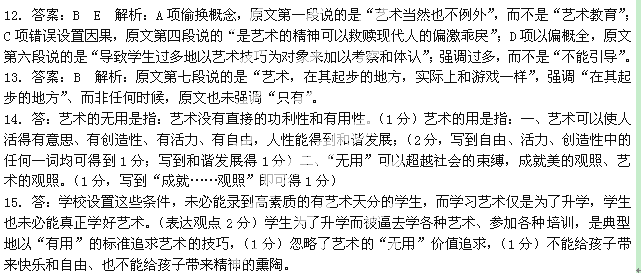 12. 答案：B  E  解析：A项偷换概念，原文第一段说的是“艺术当然也不例外”，而不是“艺术教育”；
C项错误设置因果，原文第四段说的“是艺术的精神可以救赎现代人的偏激乖民”；D项以偏概全，原文
第六段说的是“导致学生过多地以艺术技巧为对象来加以考察和体认”；强调过多，而不是“不能引导”。
13. 答案：B  解析：原文第七段说的是“艺术，在其起步的地方，实际上和游戏一样”，强调“在其起
步的地方”、而非任何时候，原文也未强调“只有”。
14. 答：艺术的无用是指：艺术没有直接的功利性和有用性。（1分）艺术的用是指：一、艺术可以使人
活得有意思、有创造性、有活力、有自由，人性能得到和谐发展；（2分，写到自由、活力、创造性中的
任何一词均可得到1分；写到和谐发展得1分）二、“无用”可以超越社会的束缚，成就美的观照、艺
术的观照。（1分，写到“成就……观照”即可得1分）
15. 答：学校设置这些条件，未必能录到高素质的有艺术天分的学生，而学习艺术仅是为了升学，学生
也未必能真正学好艺术。（表达观点2分）学生为了升学而被逼去学各种艺术、参加各种培训，是典型
地以“有用”的标准追求艺术的技巧，（1分）忽略了艺术的“无用”价值追求，（1分）不能给孩子带
来快乐和自由、也不能给孩子带来精神的熏陶。